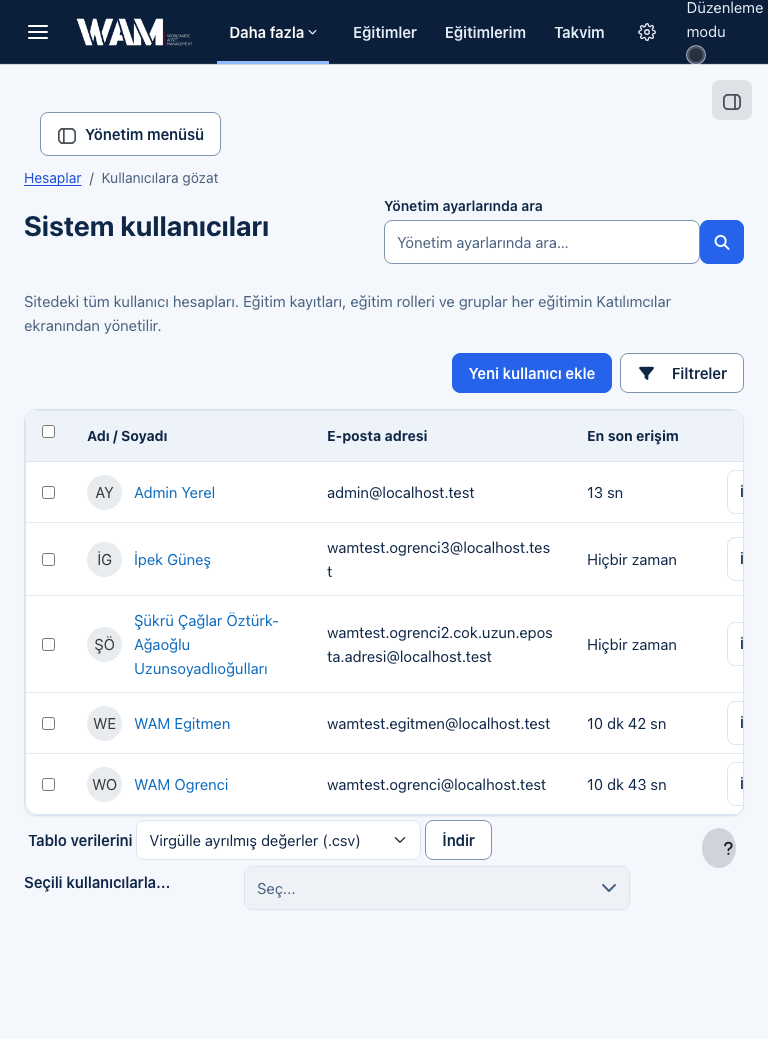 WAM
WORLDWIDE
ASSET
MANAGEMENT
Daha fazla
Eğitimler
Eğitimlerim
Takvim
Düzenleme
modu
Yönetim menüsü
Hesaplar / Kullanıcılara gözat
Sistem kullanıcıları
Yönetim ayarlarında ara
Yönetim ayarlarında ara...
Sitedeki tüm kullanıcı hesapları. Eğitim kayıtları, eğitim rolleri ve gruplar her eğitimin Katılımcılar
ekranından yönetilir.
Yeni kullanıcı ekle
Filtreler
Adı / Soyadı E-posta adresi En son erişim
AY Admin Yerel admin@localhost.test 13 sn İ
İG İpek Güneş wamtest.ogrenci3@localhost.tes
t Hiçbir zaman İ
ŞÖ Şükrü Çağlar Öztürk-
Ağaoğlu
Uzunsoyadlıoğulları
wamtest.ogrenci2.cok.uzun.epos
ta.adresi@localhost.test
Hiçbir zaman İ
WE WAM Egitmen wamtest.egitmen@localhost.test 10 dk 42 sn İ
WO WAM Ogrenci wamtest.ogrenci@localhost.test 10 dk 43 sn İ
Tablo verilerini Virgülle ayrılmış değerler (.csv) İndir
?
Seçili kullanıcılarla... Seç...